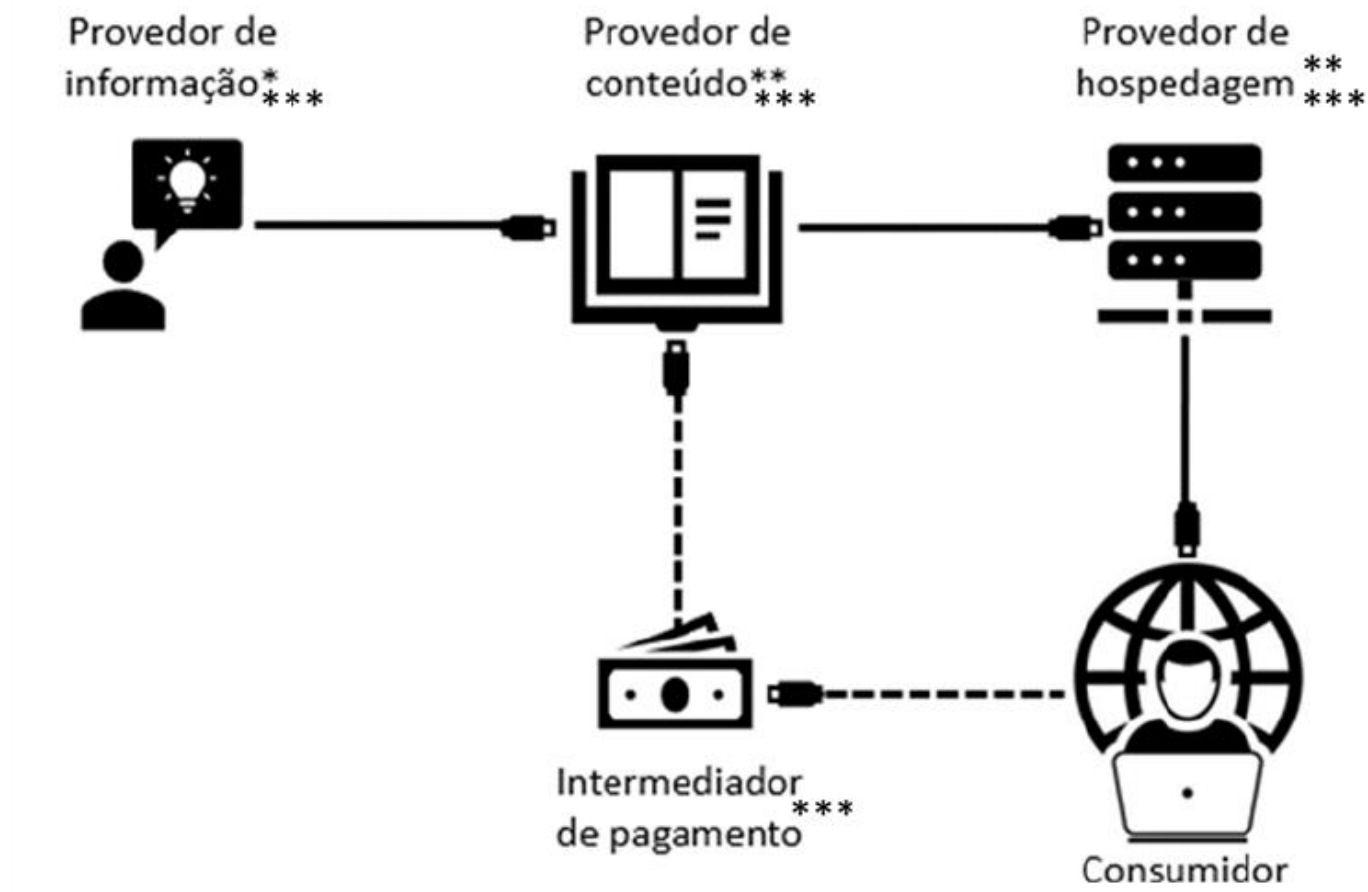 Provedor de
informação*
***
Provedor de
conteúdo**
***
Provedor de
hospedagem **
***
Intermediador
de pagamento***
Consumidor